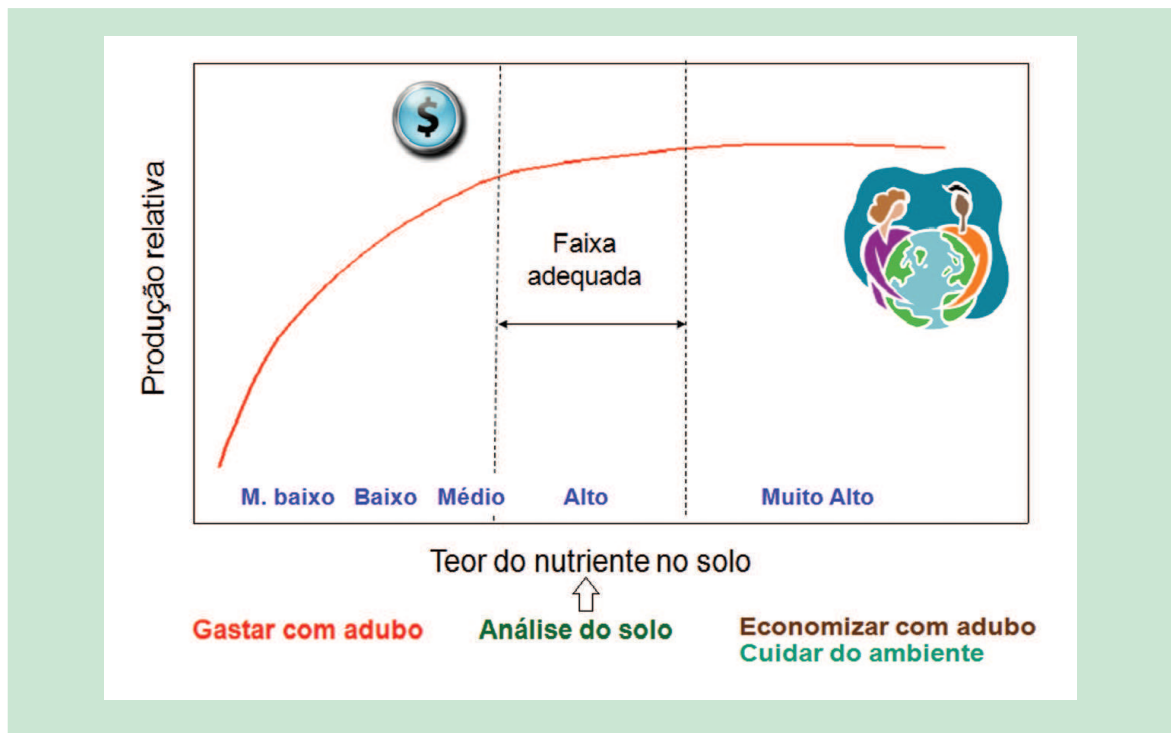 $
Produção relativa
Faixa
adequada
M. baixo Baixo Médio Alto Muito Alto
Teor do nutriente no solo
Gastar com adubo Análise do solo Economizar com adubo
Cuidar do ambiente